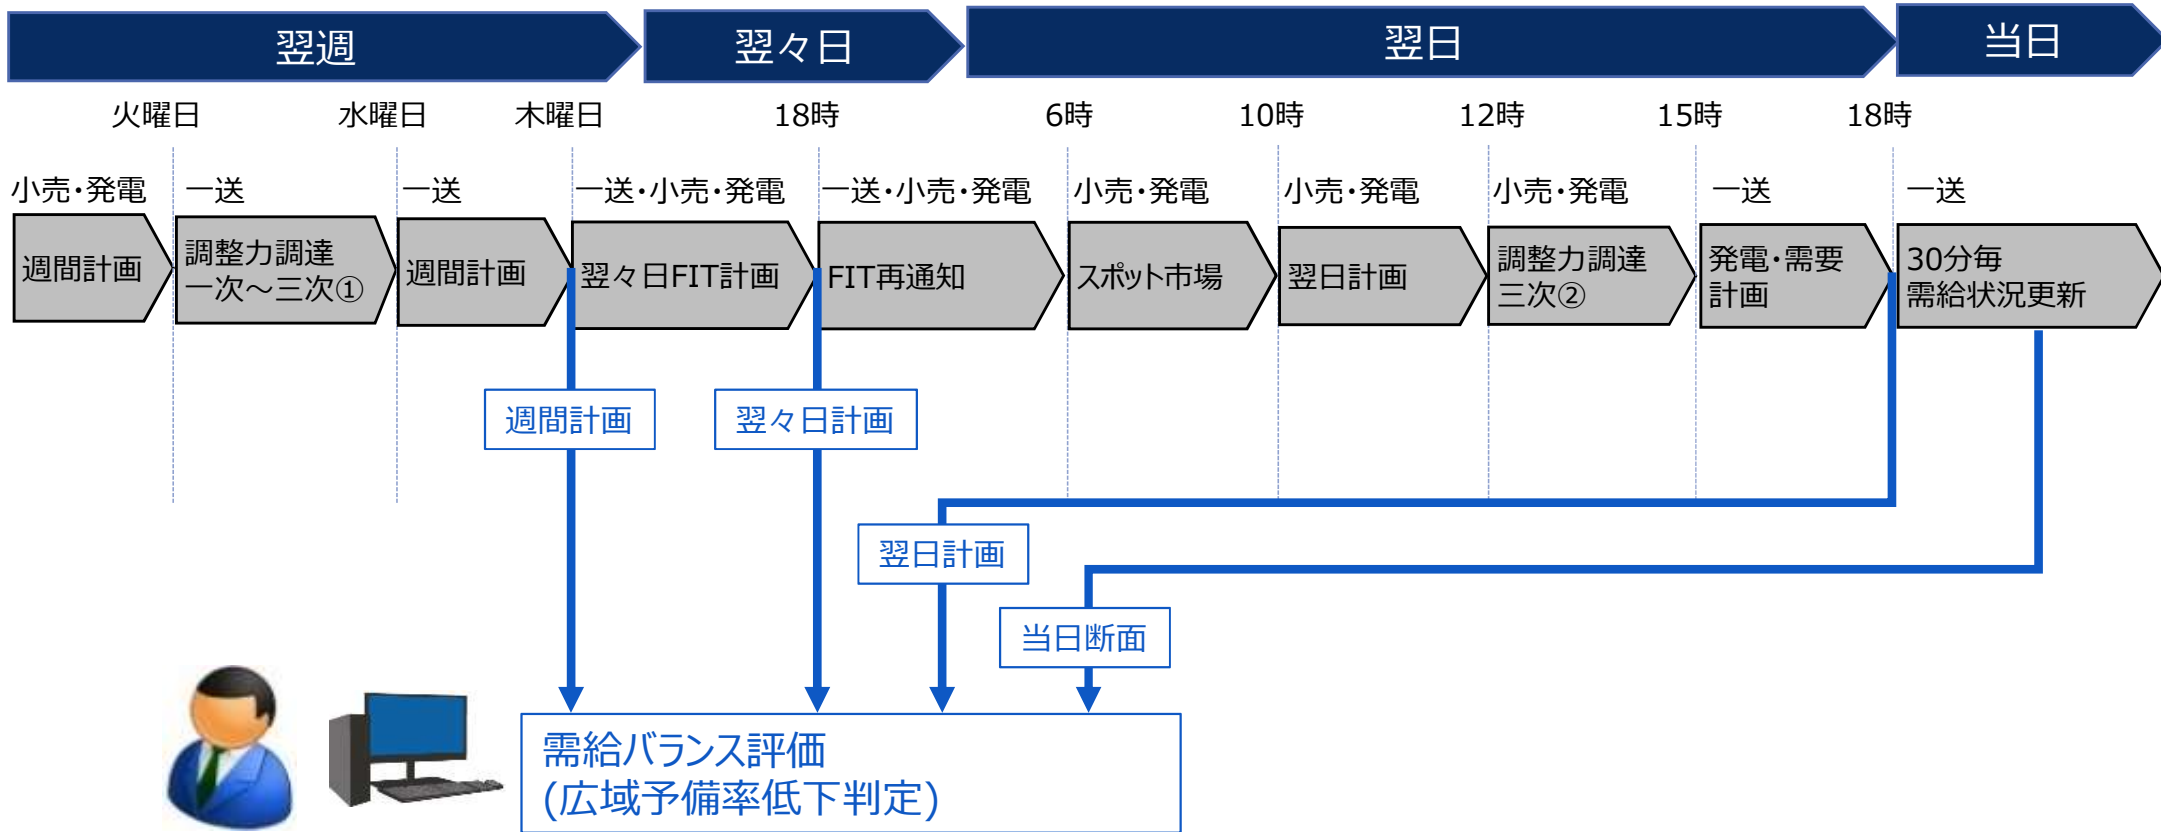 翌週
翌々日
翌日
当日
火曜日
水曜日
木曜日
18時
6時
10時
12時
15時
18時
小売・発電
一送
一送
一送・小売・発電
一送・小売・発電
小売・発電
小売・発電
小売・発電
一送
一送
週間計画
調整力調達
一次～三次①
週間計画
翌々日FIT計画
FIT再通知
スポット市場
翌日計画
調整力調達
三次②
発電・需要
計画
30分毎
需給状況更新
週間計画
翌々日計画
翌日計画
当日断面
需給バランス評価
(広域予備率低下判定)